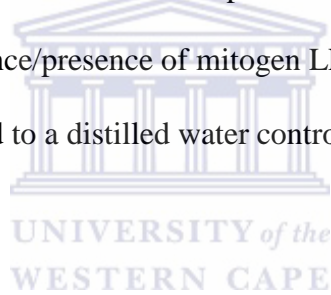 nce/presence of mitogen
d to a distilled water contro
UNIVERSITY of the
WESTERN CAPE